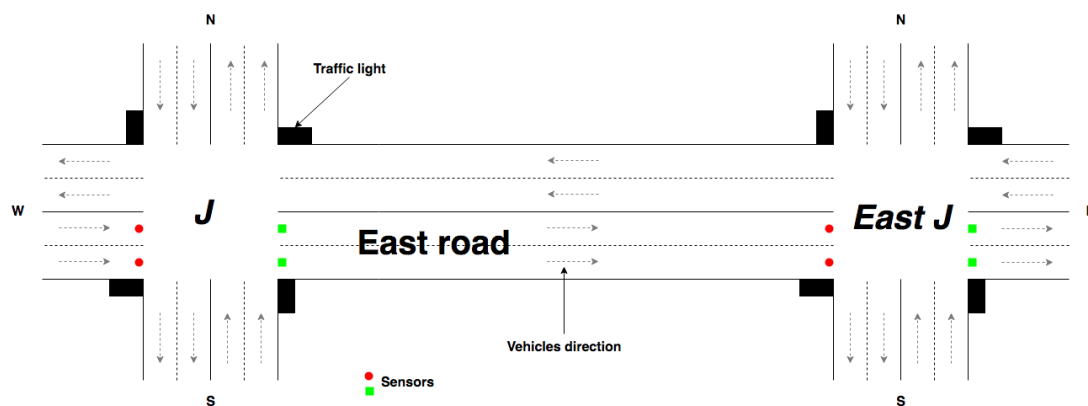 N
N
Traffic light
W
J
East J
East road
Vehicles direction
Sensors
S
S